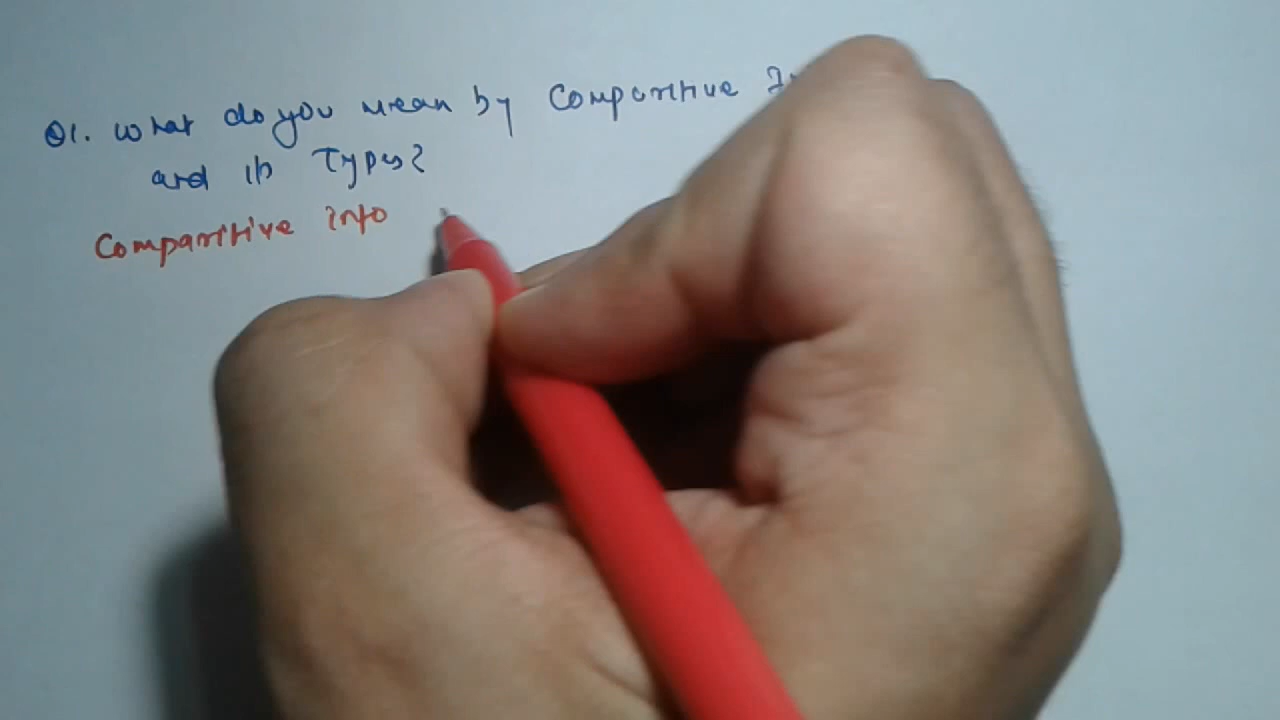 Q1. What do you mean by Comparitive
and its Types?
Comparitive info